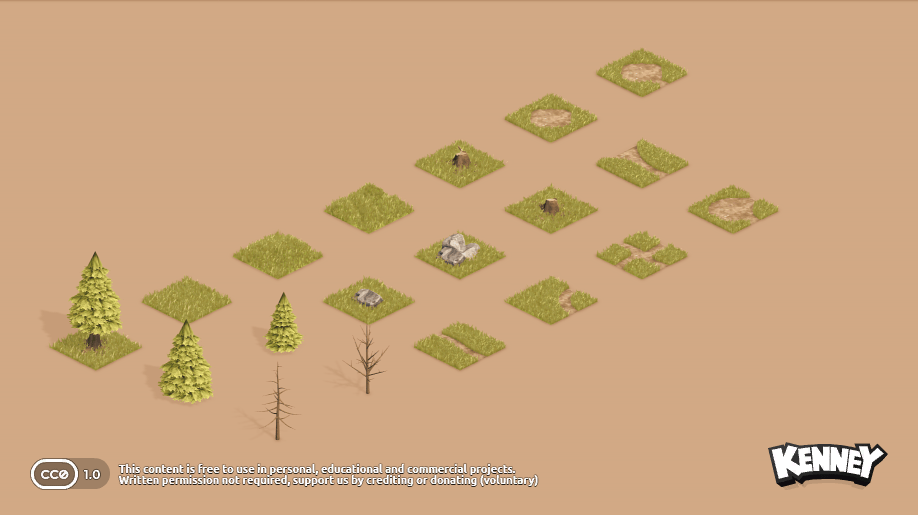 CC0 1.0
This content is free to use in personal, educational and commercial projects.
Written permission not required, support us by crediting or donating (voluntary)
KENNEY